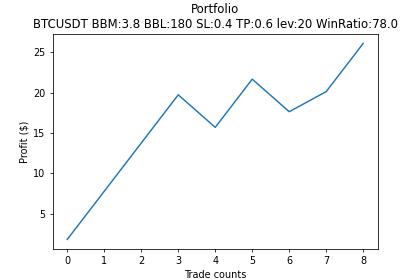 Portfolio
BTCUSDT BBM:3.8 BBL:180 SL:0.4 TP:0.6 lev:20 WinRatio:78.0
Profit ($)
25
20
15
10
5
0 1 2 3 4 5 6 7 8
Trade counts